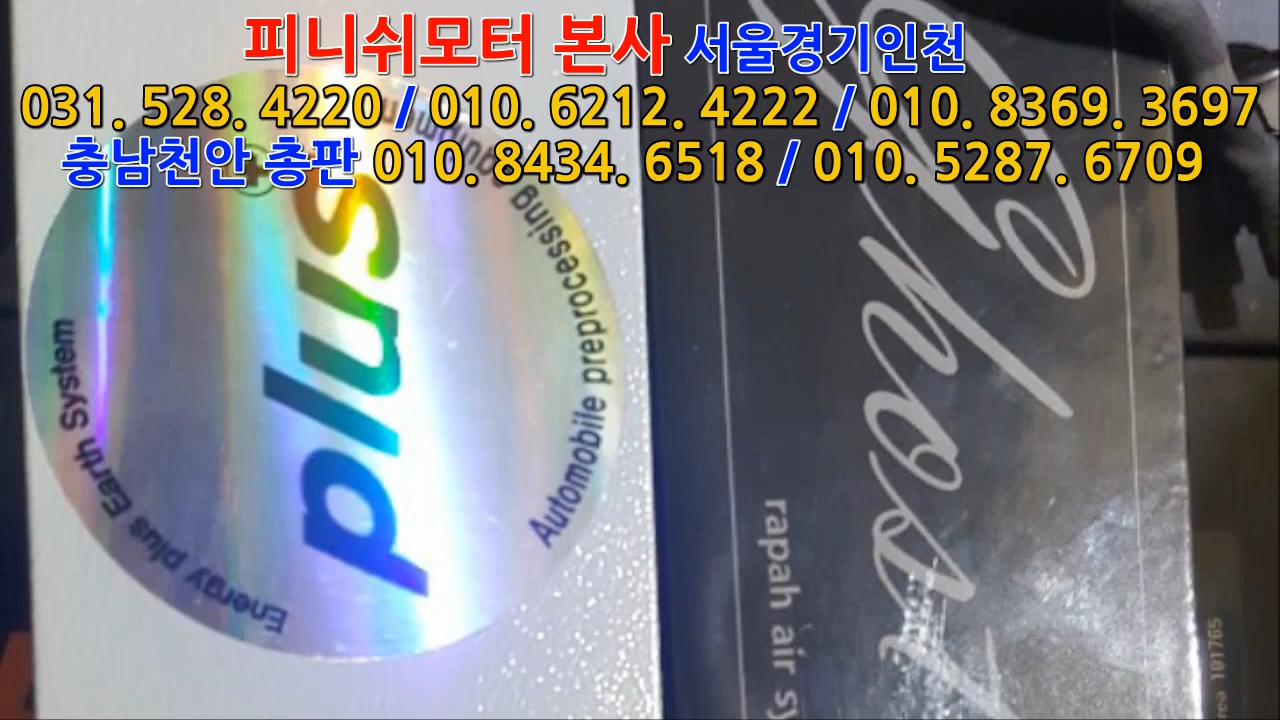 피니쉬모터 본사 서울경기인천
031. 528. 4220 / 010. 6212. 4222 / 010. 8369. 3697
충남천안 총판 010. 8434. 6518 / 010. 5287. 6709
plus
Automobile preprocessing
Energy plus Earth System
Ghost
rapah air
101765